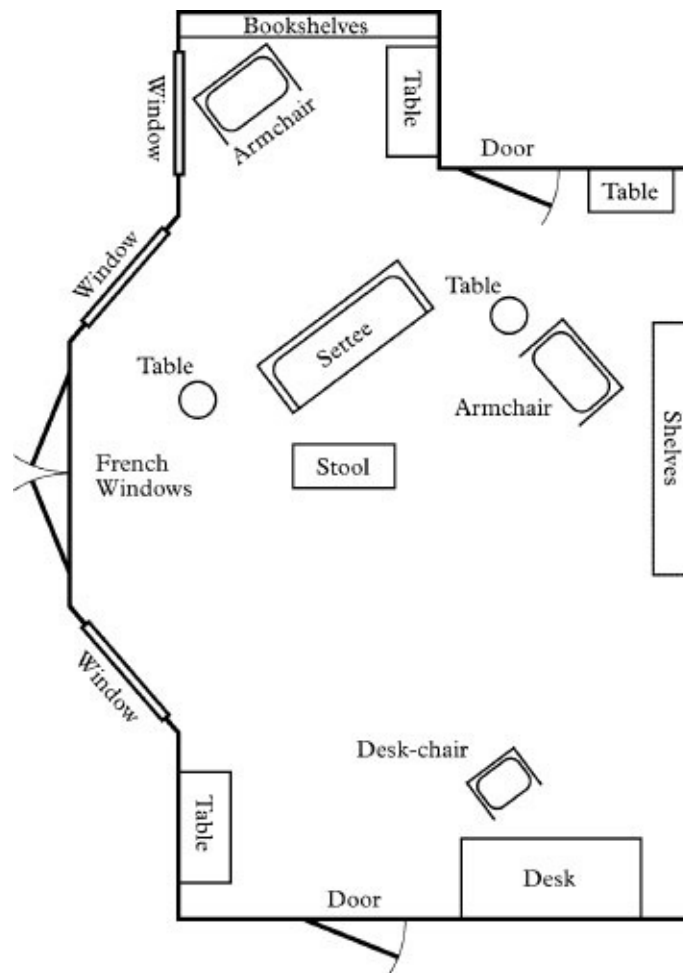 Bookshelves
Window
Armchair
Table
Door
Table
Window
Table
Settee
Table
Armchair
Shelves
French
Windows
Stool
Window
Desk-chair
Table
Desk
Door